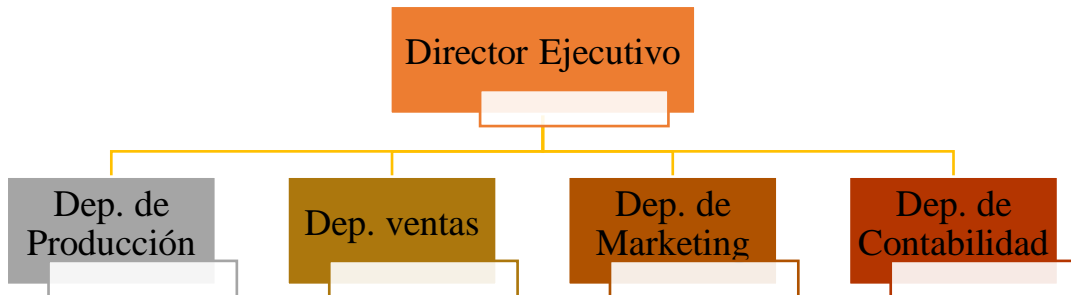 Director Ejecutivo
Dep. de
Producción
Dep. ventas
Dep. de
Marketing
Dep. de
Contabilidad